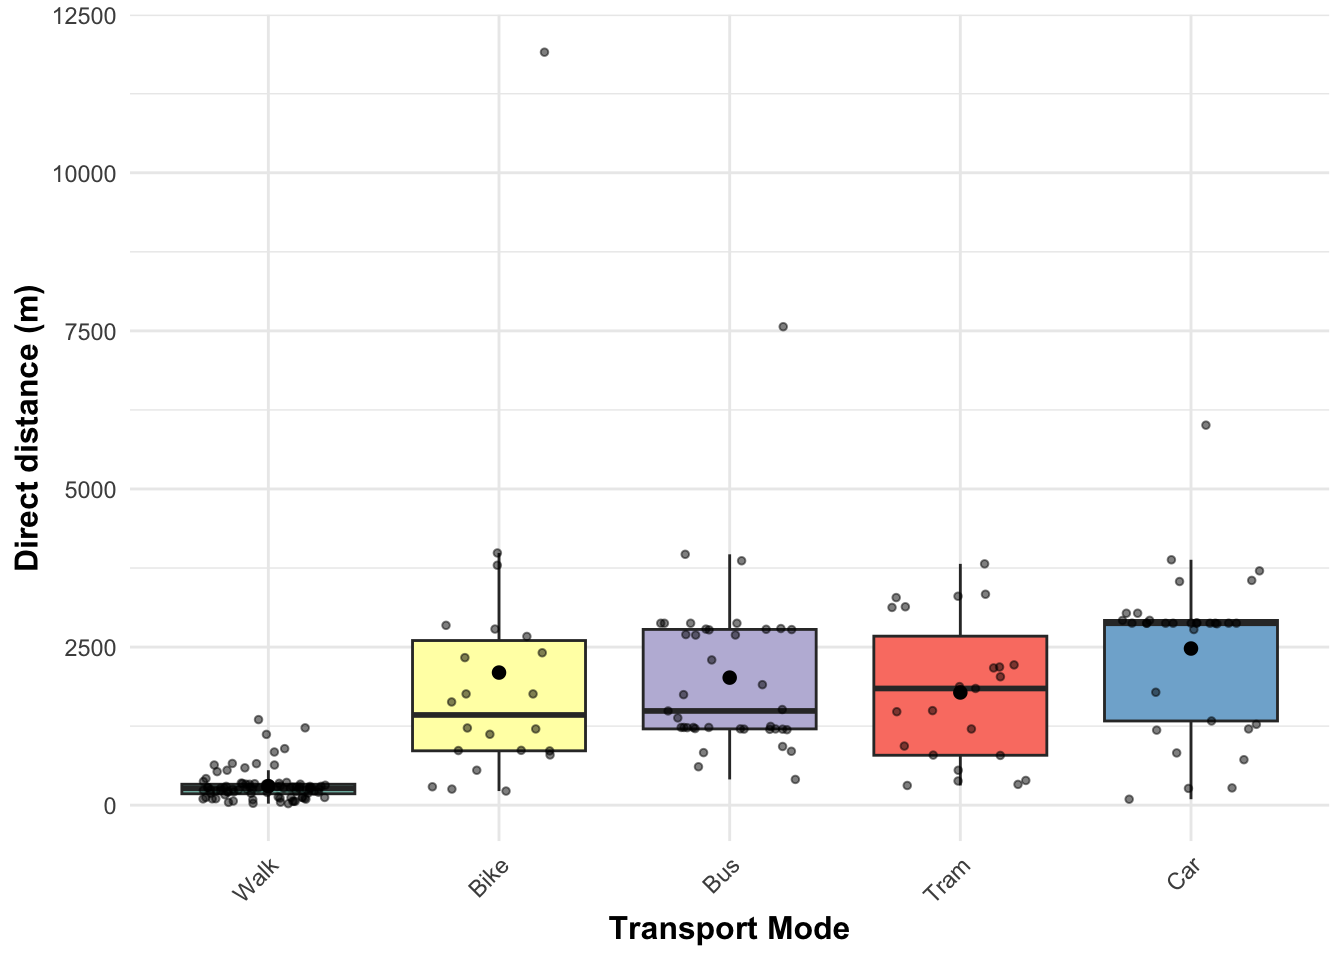 12500
10000
7500
5000
2500
0
Direct distance (m)
Walk
Bike
Bus
Tram
Car
Transport Mode